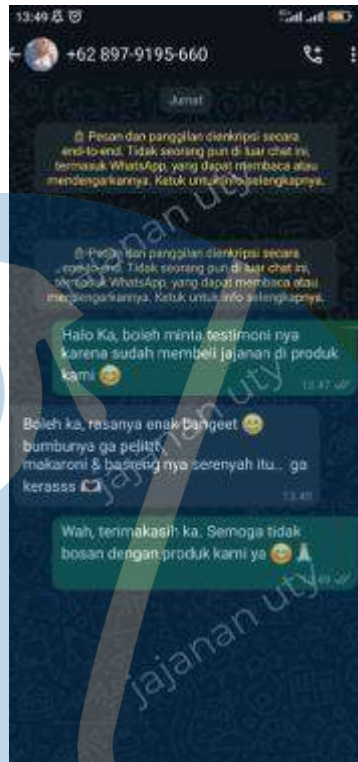 13:49
+62 897-9195-660
Jumat
Pesan dan panggilan dienkripsi secara
end-to-end. Tidak seorang pun di luar chat ini,
termasuk WhatsApp, yang dapat membaca atau
mendengarkannya. Ketuk untuk info selengkapnya.
Pesan dan panggilan dienkripsi secara
end-to-end. Tidak seorang pun di luar chat ini,
termasuk WhatsApp, yang dapat membaca atau
mendengarkannya. Ketuk untuk info selengkapnya.
jajanan uty
Halo Ka, boleh minta testimoni nya
karena sudah membeli jajanan di produk
kami 😊
13.47
Boleh ka, rasanya enak bangeet
bumbunya ga pelitt
makaroni & basreng nya serenyah itu.. ga
kerasss 🫶
13.49
jajanan uty
Wah, terimakasih ka. Semoga tidak
bosan dengan produk kami ya 😊🙏
jajanan uty